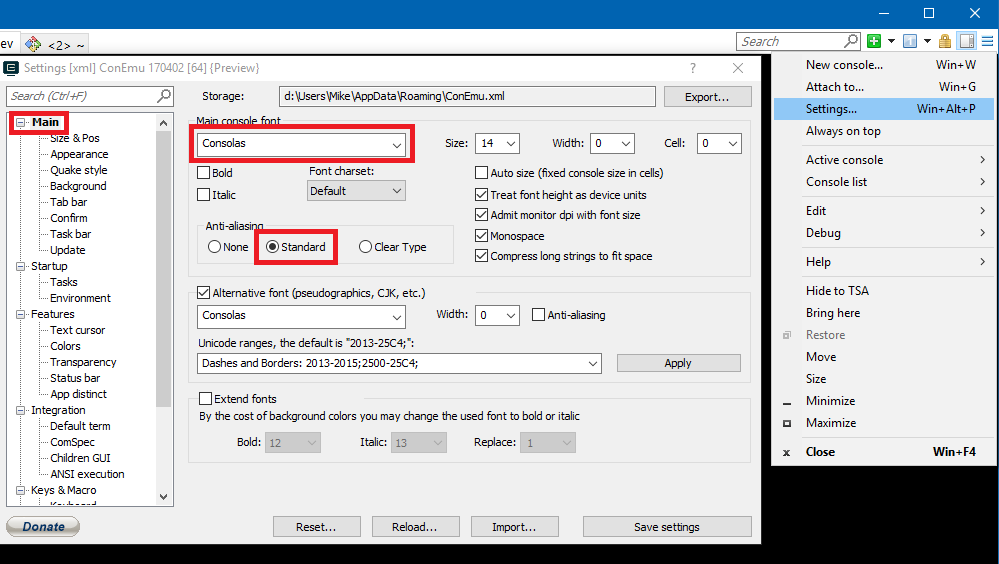 ev
<2> ~
Search
Settings [xml] ConEmu 170402 [64] {Preview}
?
Search (Ctrl+F)
Main
Size & Pos
Appearance
Quake style
Background
Tab bar
Confirm
Task bar
Update
Startup
Tasks
Environment
Features
Text cursor
Colors
Transparency
Status bar
App distinct
Integration
Default term
ComSpec
Children GUI
ANSI execution
Keys & Macro
Keyboard
Donate
Storage: d:\Users\Mike\AppData\Roaming\ConEmu.xml Export...
Main console font
Consolas Size: 14 Width: 0 Cell: 0
Bold Font charset: Auto size (fixed console size in cells)
Italic Default Treat font height as device units
Admit monitor dpi with font size
Anti-aliasing Monospace
None Standard Clear Type Compress long strings to fit space
Alternative font (pseudographics, CJK, etc.)
Consolas Width: 0 Anti-aliasing
Unicode ranges, the default is "2013-25C4;":
Dashes and Borders: 2013-2015;2500-25C4; Apply
Extend fonts
By the cost of background colors you may change the used font to bold or italic
Bold: 12 Italic: 13 Replace: 1
Reset... Reload... Import... Save settings
New console... Win+W
Attach to... Win+G
Settings... Win+Alt+P
Always on top
Active console
Console list
Edit
Debug
Help
Hide to TSA
Bring here
Restore
Move
Size
Minimize
Maximize
Close Win+F4